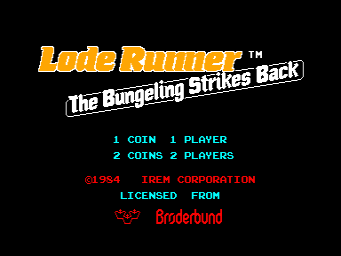 Lode Runner™
The Bungeling Strikes Back
1 COIN 1 PLAYER
2 COINS 2 PLAYERS
©1984 IREM CORPORATION
LICENSED FROM
Brøderbund